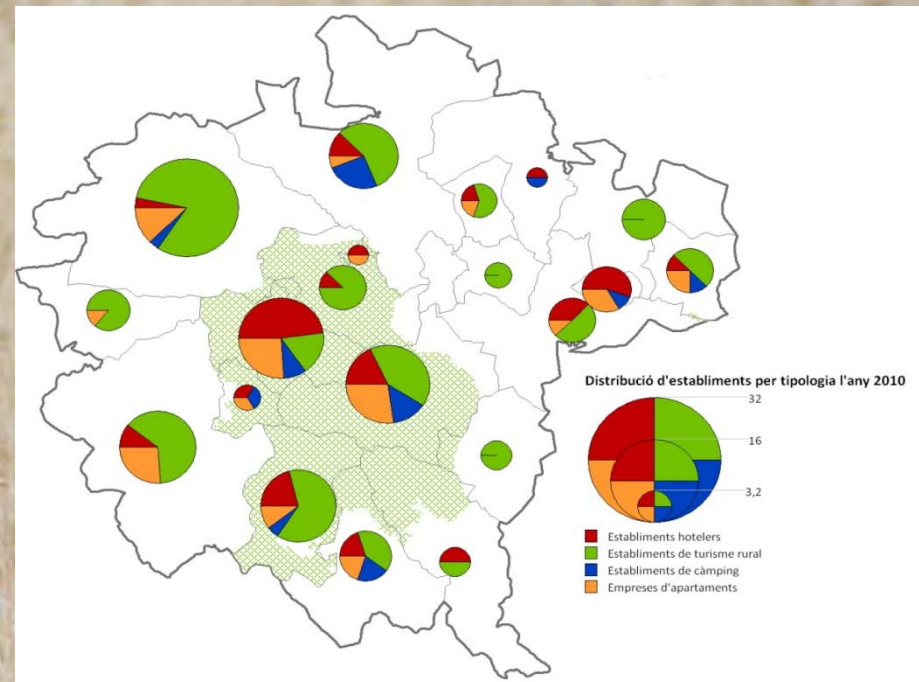 Distribució d'establiments per tipologia l'any 2010
32
16
3,2
Establiments hotelers
Establiments de turisme rural
Establiments de càmping
Empreses d'apartaments